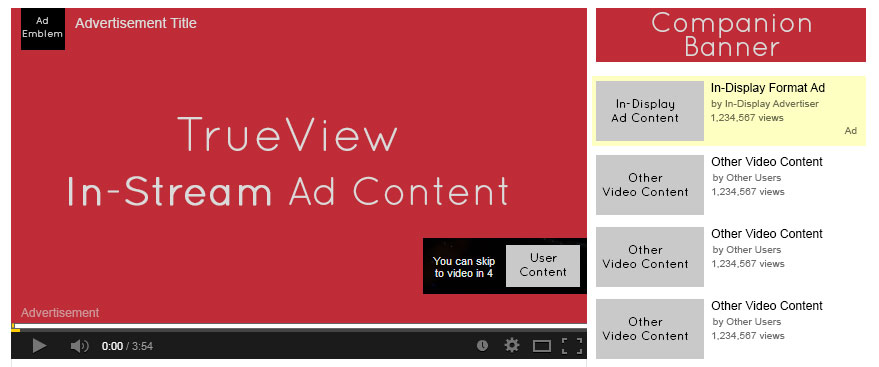 Ad
Emblem
Advertisement Title
TrueView
In-Stream Ad Content
You can skip
to video in 4
User
Content
Advertisement
0:00 / 3:54
Companion
Banner
In-Display
Ad Content
In-Display Format Ad
by In-Display Advertiser
1,234,567 views
Ad
Other
Video Content
Other Video Content
by Other Users
1,234,567 views
Other
Video Content
Other Video Content
by Other Users
1,234,567 views
Other
Video Content
Other Video Content
by Other Users
1,234,567 views